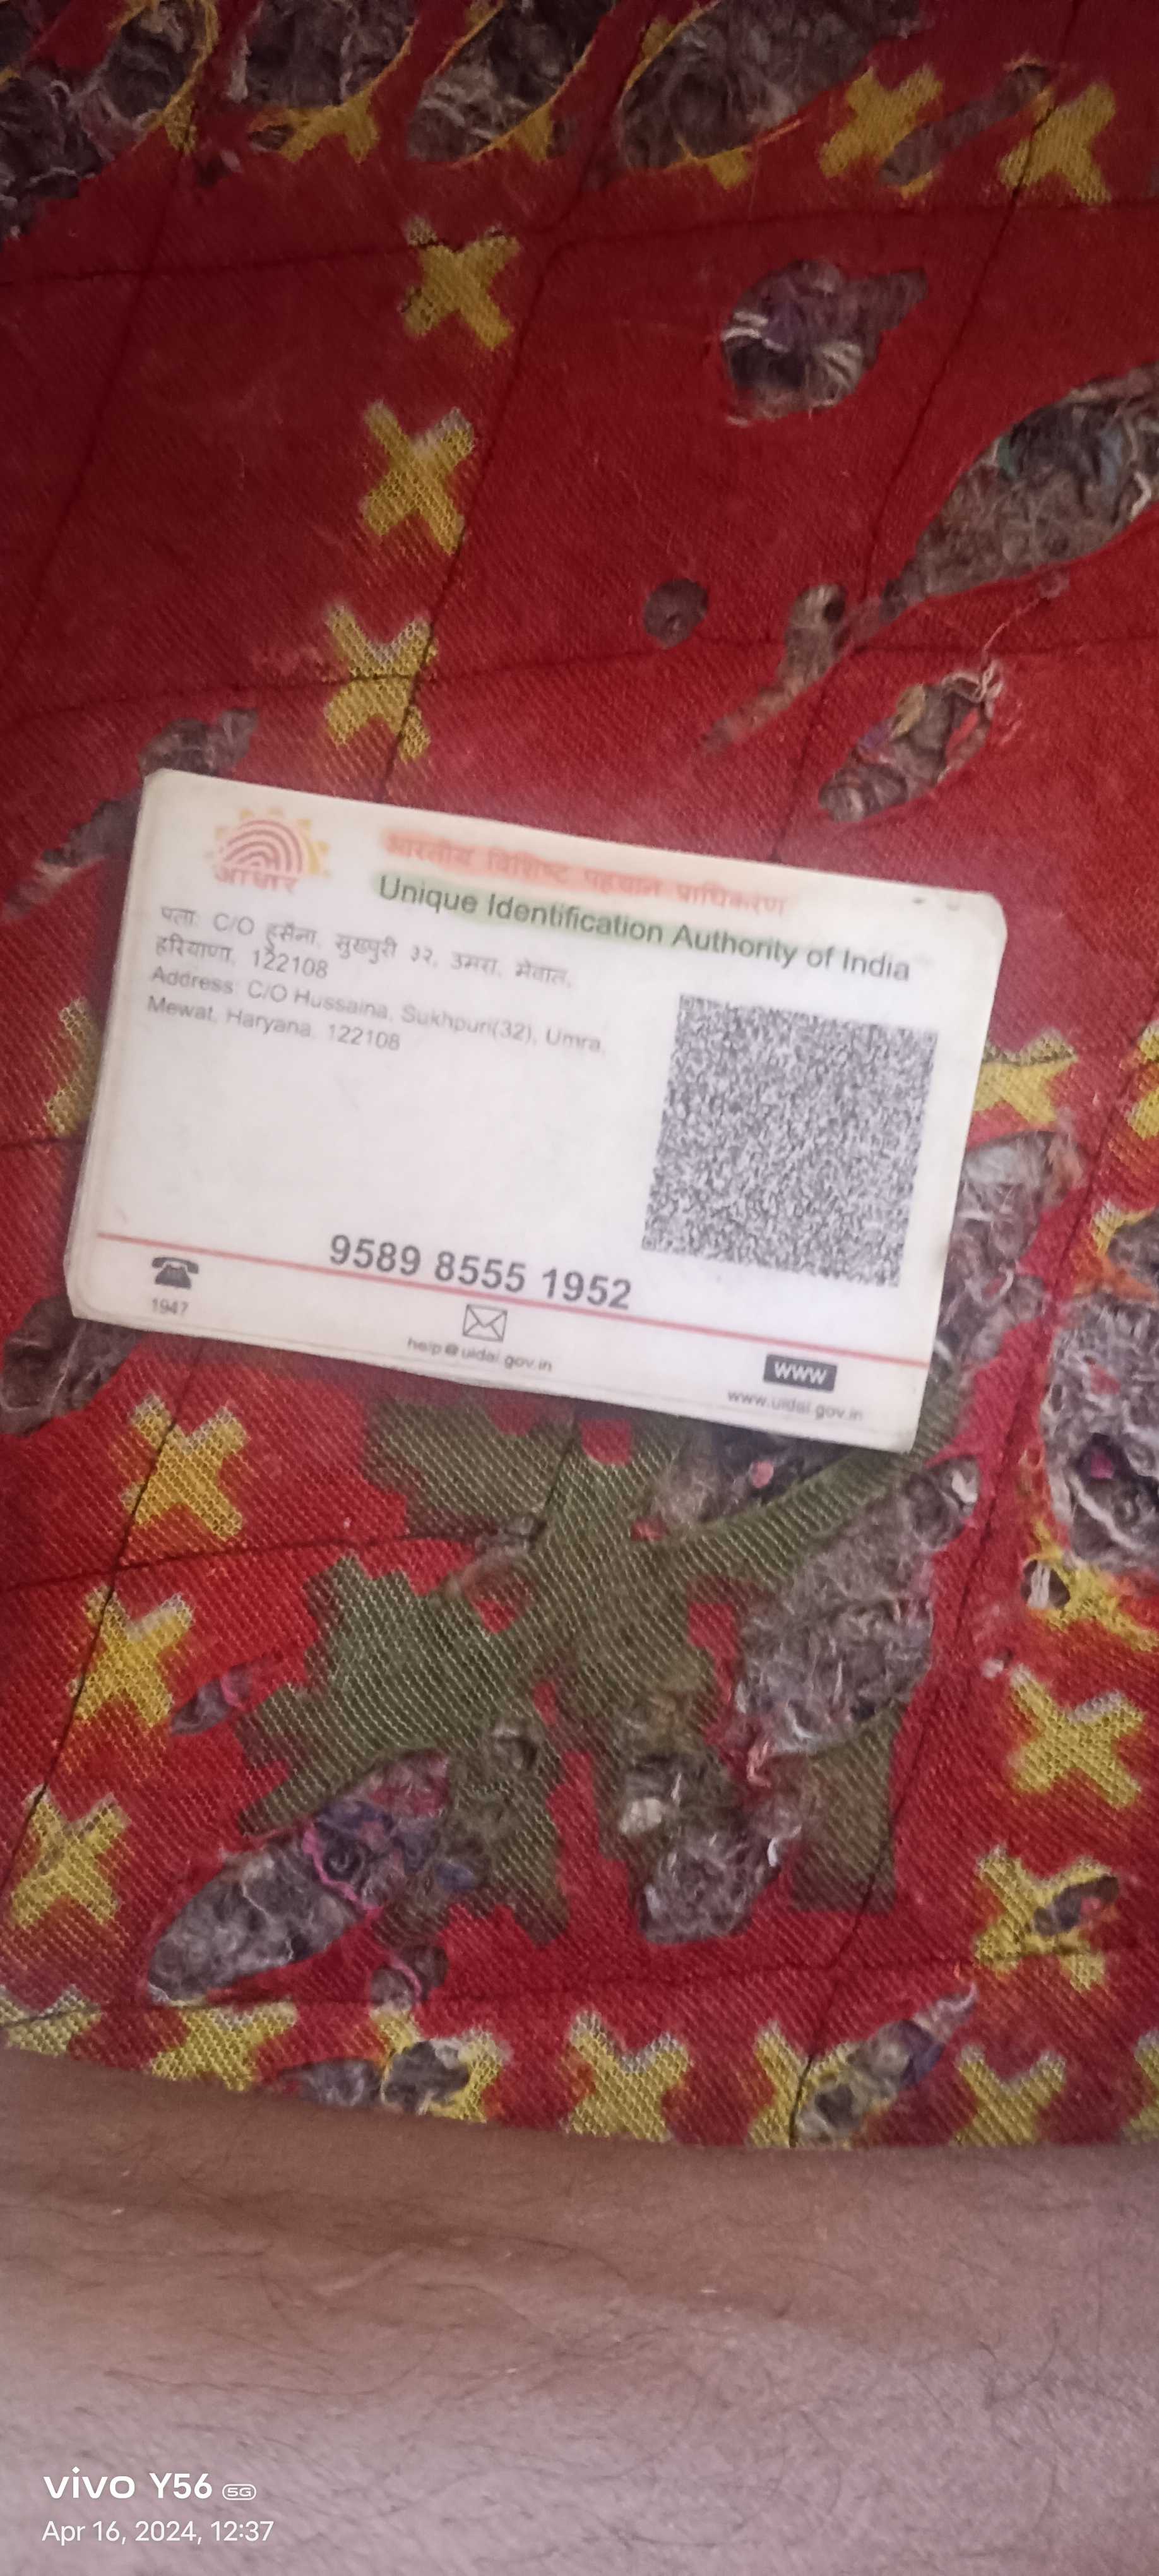 भारतीय विशिष्ट पहचान प्राधिकरण
Unique Identification Authority of India
आधार
पता: C/O हुसैना, सुखपुरी ३२, उमरा, मेवात,
हरियाणा, 122108
Address: C/O Hussaina, Sukhpuri(32), Umra,
Mewat, Haryana, 122108
9589 8555 1952
1947
help@uidai.gov.in
www
www.uidai.gov.in
vivo Y56 5G
Apr 16, 2024, 12:37